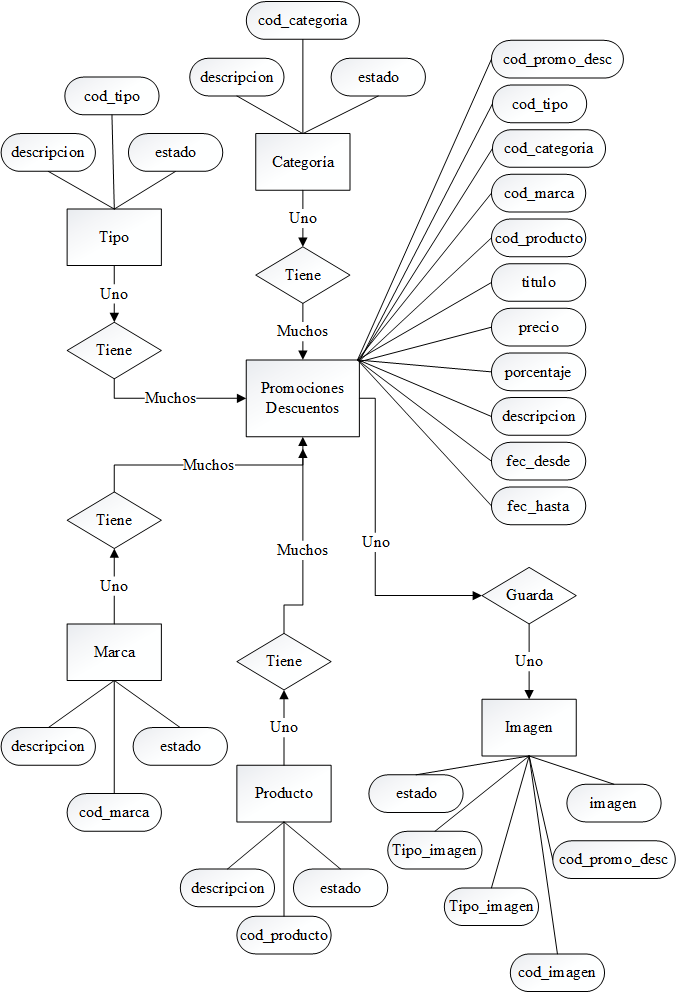 cod_categoria
descripcion
estado
Categoria
cod_tipo
descripcion
estado
Tipo
Uno
Tiene
Muchos
Uno
Tiene
Muchos
Promociones
Descuentos
cod_promo_desc
cod_tipo
cod_categoria
cod_marca
cod_producto
titulo
precio
porcentaje
descripcion
fec_desde
fec_hasta
Muchos
Tiene
Uno
Marca
descripcion
estado
cod_marca
Muchos
Tiene
Uno
Producto
descripcion
estado
cod_producto
Uno
Guarda
Uno
Imagen
estado
imagen
Tipo_imagen
cod_promo_desc
Tipo_imagen
cod_imagen